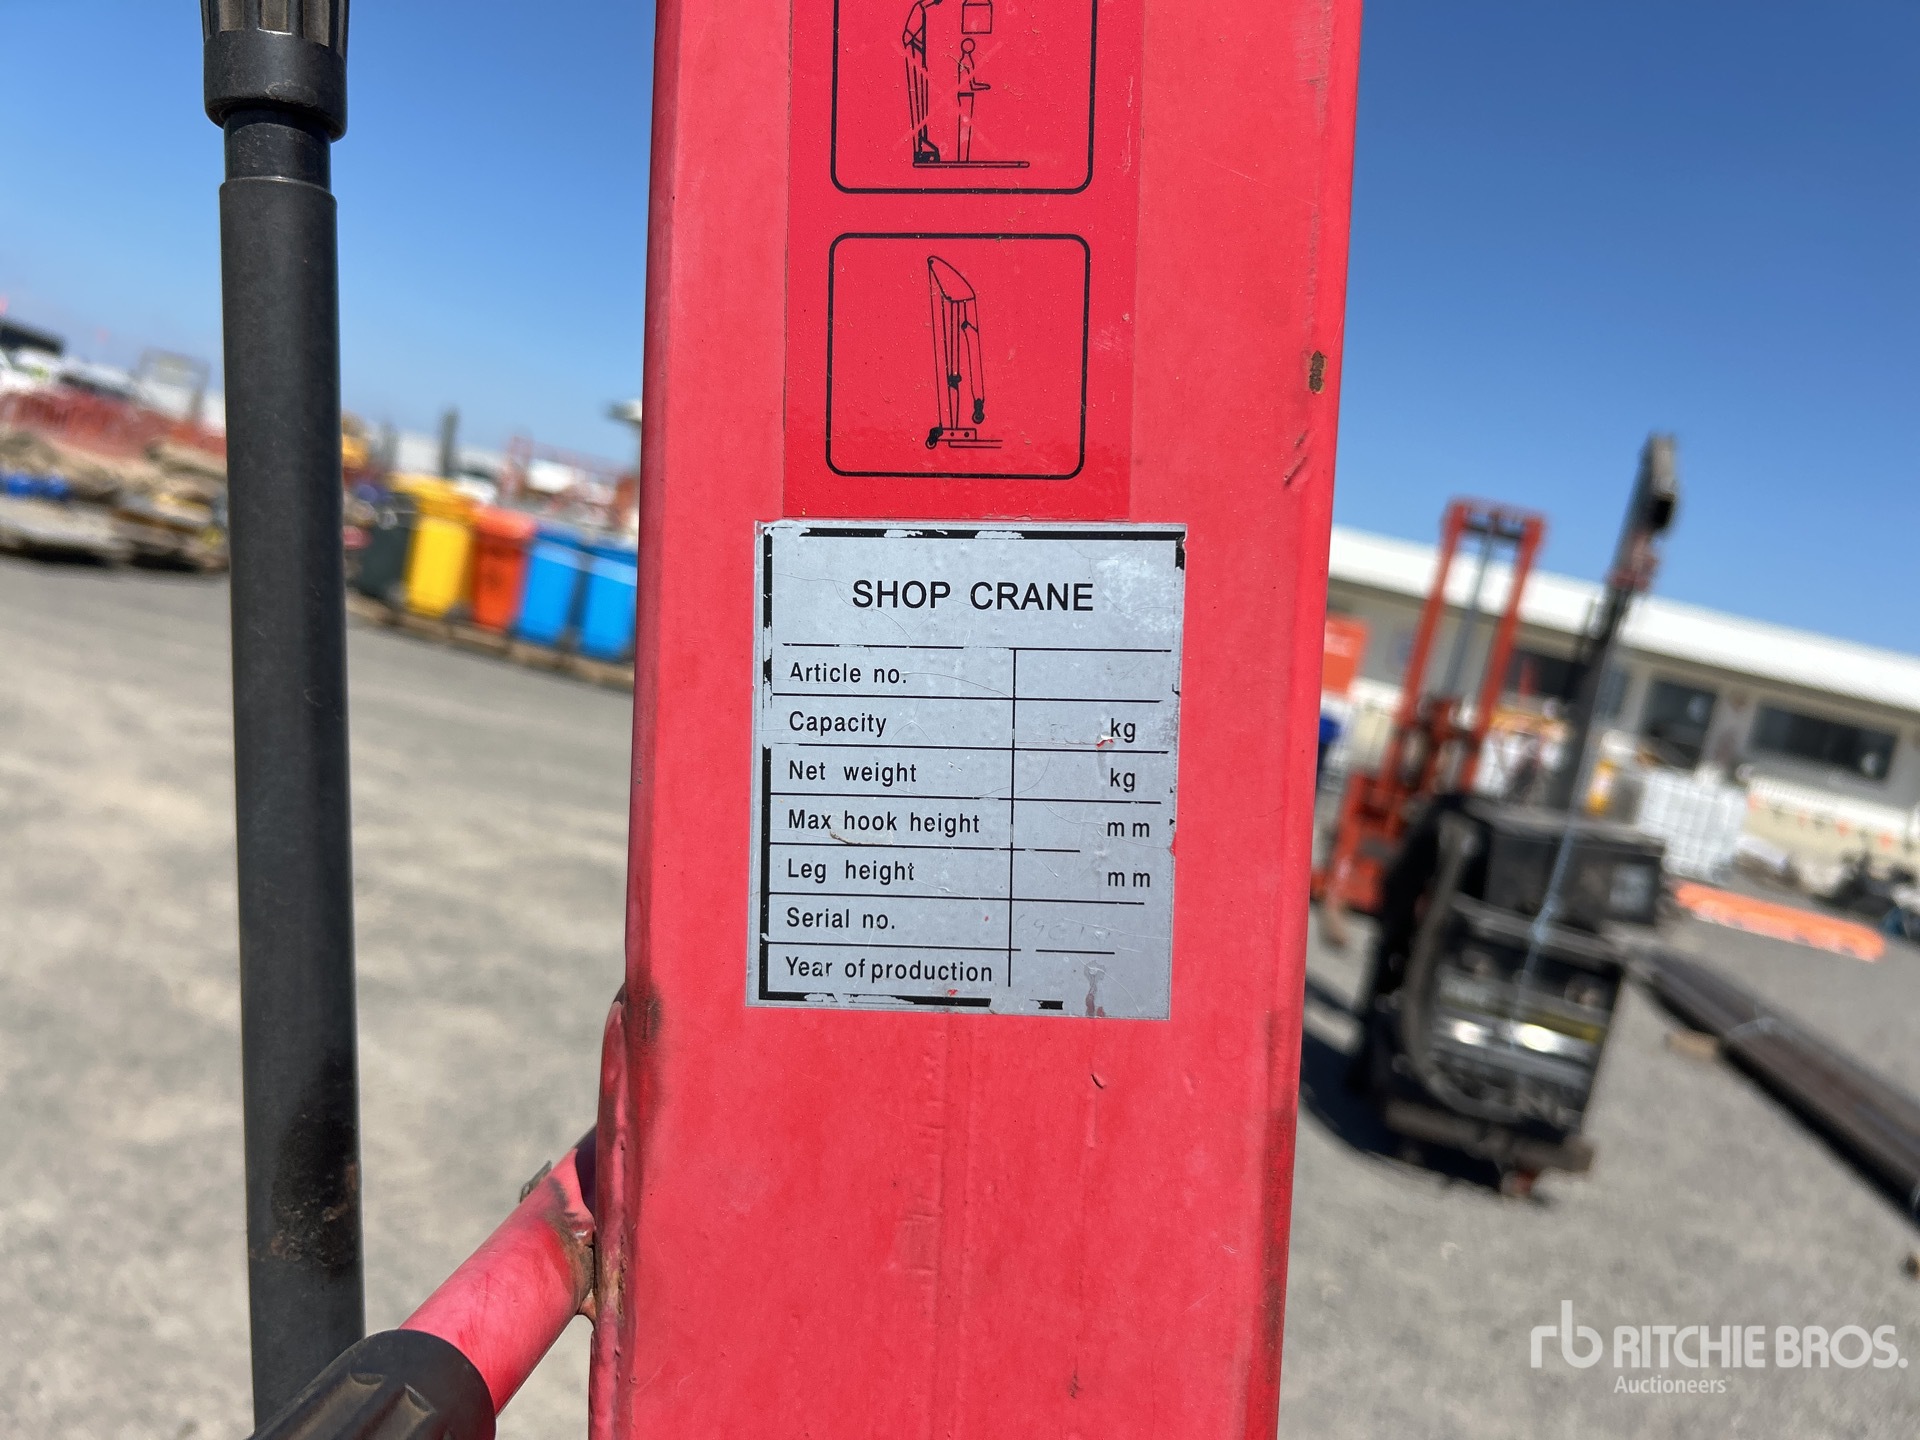 SHOP CRANE
Article no.
Capacity kg
Net weight kg
Max hook height mm
Leg height mm
Serial no.
Year of production
rb RITCHIE BROS.
Auctioneers